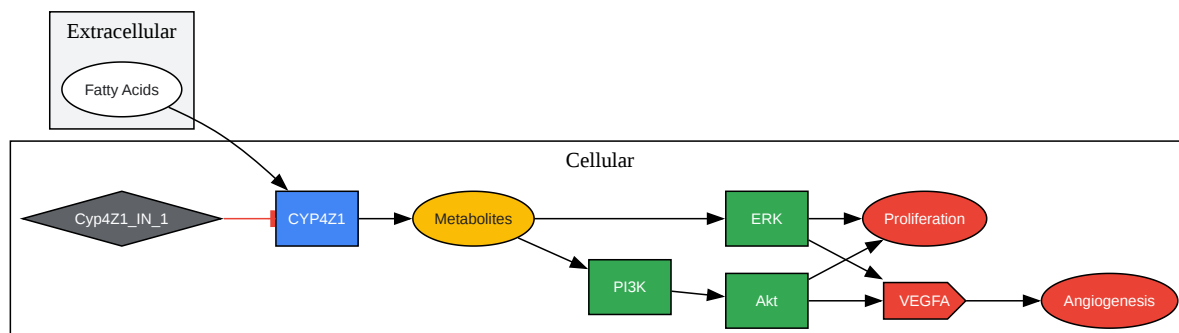 Extracellular
Fatty Acids
Cellular
Cyp4Z1_IN_1
CYP4Z1
Metabolites
ERK
Proliferation
PI3K
Akt
VEGFA
Angiogenesis